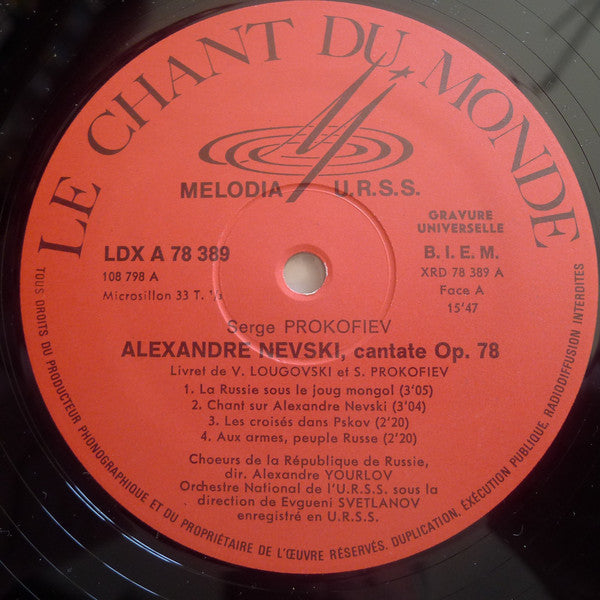 LE CHANT DU MONDE
MELODIA U.R.S.S.
GRAVURE
UNIVERSELLE
LDX A 78 389
B. I. E. M.
108 798 A
XRD 78 389 A
Microsillon 33 T. ⅓
Face A
15'47
Serge PROKOFIEV
ALEXANDRE NEVSKI, cantate Op. 78
Livret de V. LOUGOVSKI et S. PROKOFIEV
1. La Russie sous le joug mongol (3'05)
2. Chant sur Alexandre Nevski (3'04)
3. Les croisés dans Pskov (2'20)
4. Aux armes, peuple Russe (2'20)
Choeurs de la République de Russie,
dir. Alexandre YOURLOV
Orchestre National de l'U.R.S.S. sous la
direction de Evgueni SVETLANOV
enregistré en U.R.S.S.
TOUS DROITS DU PRODUCTEUR PHONOGRAPHIQUE ET DU PROPRIÉTAIRE DE L'ŒUVRE RÉSERVÉS. DUPLICATION, EXÉCUTION PUBLIQUE, RADIODIFFUSION INTERDITES